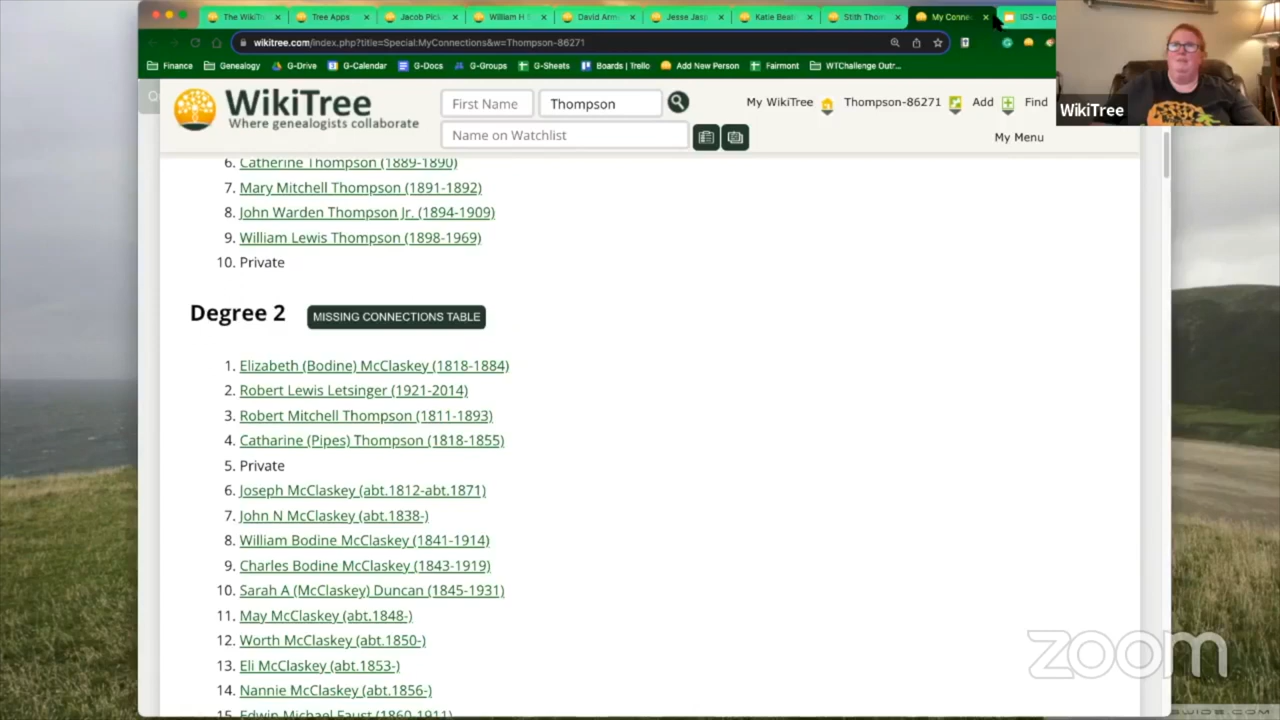 The WikiT
Tree Apps
Jacob Pick
William H F
David Arm
Jesse Jasp
Katie Beat
Stith Thom
My Conne
IGS - Goo
wikitree.com/index.php?title=Special:MyConnections&w=Thompson-86271
Finance
Genealogy
G-Drive
G-Calendar
G-Docs
G-Groups
G-Sheets
Boards | Trello
Add New Person
Fairmont
WTChallenge Outr...
WikiTree
Where genealogists collaborate
First Name
Thompson
Name on Watchlist
My WikiTree
Thompson-86271
Add
Find
My Menu
WikiTree
6. Catherine Thompson (1889-1890)
7. Mary Mitchell Thompson (1891-1892)
8. John Warden Thompson Jr. (1894-1909)
9. William Lewis Thompson (1898-1969)
10. Private
Degree 2 MISSING CONNECTIONS TABLE
1. Elizabeth (Bodine) McClaskey (1818-1884)
2. Robert Lewis Letsinger (1921-2014)
3. Robert Mitchell Thompson (1811-1893)
4. Catharine (Pipes) Thompson (1818-1855)
5. Private
6. Joseph McClaskey (abt.1812-abt.1871)
7. John N McClaskey (abt.1838-)
8. William Bodine McClaskey (1841-1914)
9. Charles Bodine McClaskey (1843-1919)
10. Sarah A (McClaskey) Duncan (1845-1931)
11. May McClaskey (abt.1848-)
12. Worth McClaskey (abt.1850-)
13. Eli McClaskey (abt.1853-)
14. Nannie McClaskey (abt.1856-)
15. Edwin Michael Faust (1860-1911)
zoom